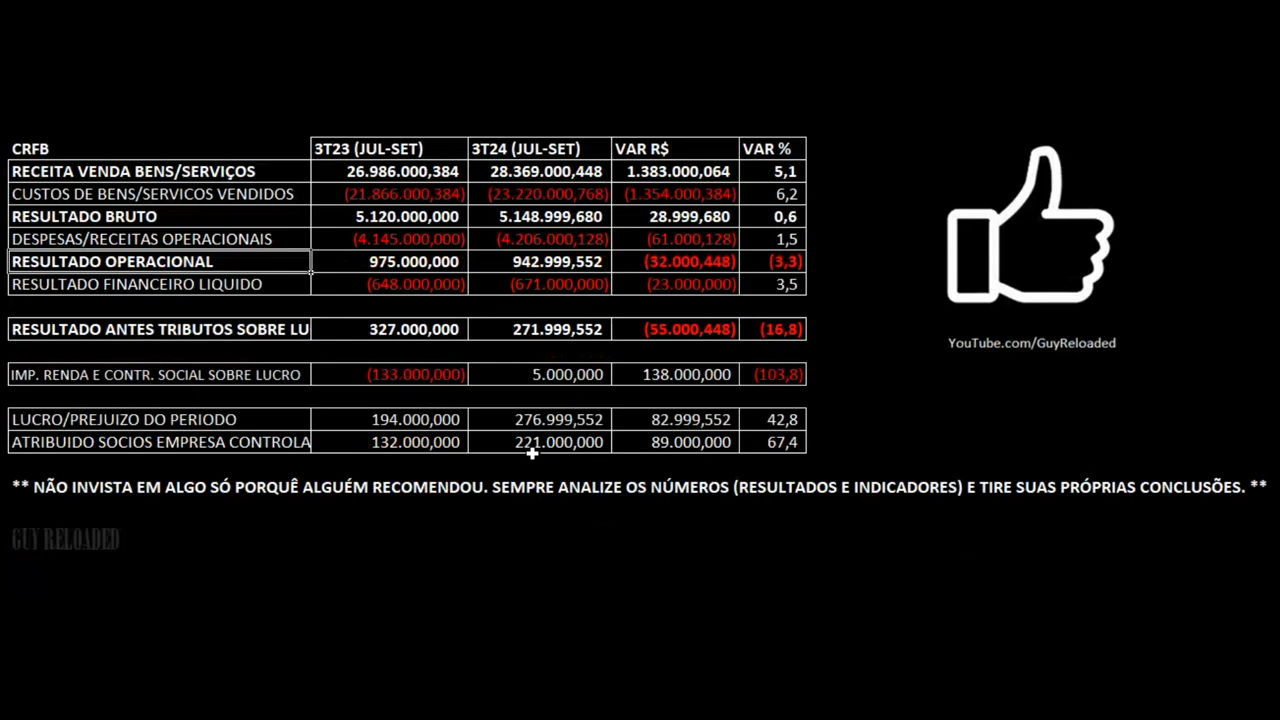 CRFB 3T23 (JUL-SET) 3T24 (JUL-SET) VAR R$ VAR %
RECEITA VENDA BENS/SERVIÇOS 26.986.000,384 28.369.000,448 1.383.000,064 5,1
CUSTOS DE BENS/SERVICOS VENDIDOS (21.866.000,384) (23.220.000,768) (1.354.000,384) 6,2
RESULTADO BRUTO 5.120.000,000 5.148.999,680 28.999,680 0,6
DESPESAS/RECEITAS OPERACIONAIS (4.145.000,000) (4.206.000,128) (61.000,128) 1,5
RESULTADO OPERACIONAL 975.000,000 942.999,552 (32.000,448) (3,3)
RESULTADO FINANCEIRO LIQUIDO (648.000,000) (671.000,000) (23.000,000) 3,5
RESULTADO ANTES TRIBUTOS SOBRE LU 327.000,000 271.999,552 (55.000,448) (16,8)
IMP. RENDA E CONTR. SOCIAL SOBRE LUCRO (133.000,000) 5.000,000 138.000,000 (103,8)
LUCRO/PREJUIZO DO PERIODO 194.000,000 276.999,552 82.999,552 42,8
ATRIBUIDO SOCIOS EMPRESA CONTROLA 132.000,000 221.000,000 89.000,000 67,4
YouTube.com/GuyReloaded
** NÃO INVISTA EM ALGO SÓ PORQUÊ ALGUÉM RECOMENDOU. SEMPRE ANALIZE OS NÚMEROS (RESULTADOS E INDICADORES) E TIRE SUAS PRÓPRIAS CONCLUSÕES. **
GUY RELOADED